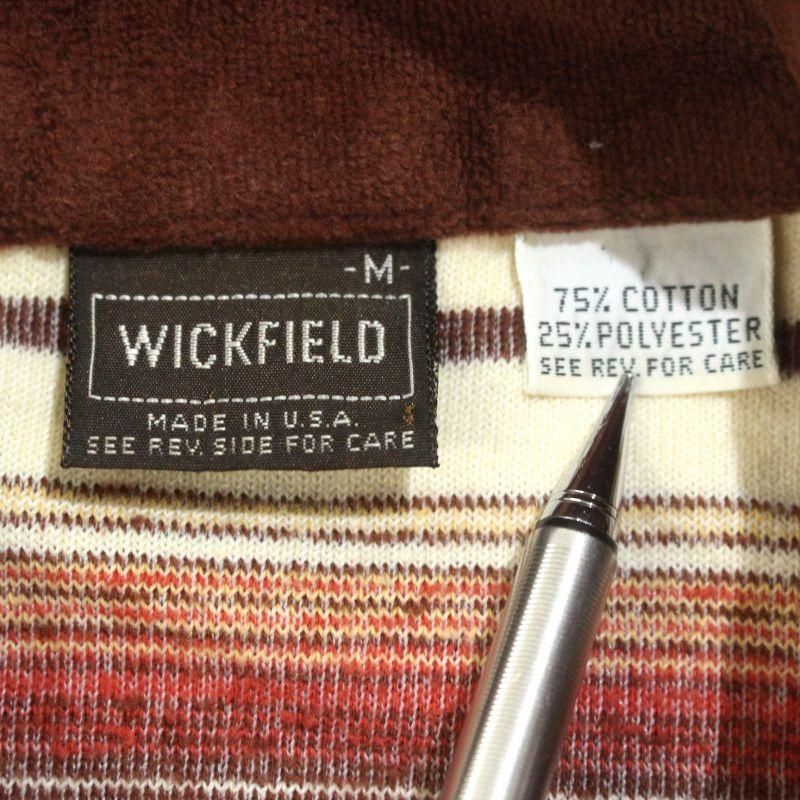 -M-
WICKFIELD
MADE IN U.S.A.
SEE REV. SIDE FOR CARE
75% COTTON
25% POLYESTER
SEE REV. FOR CARE